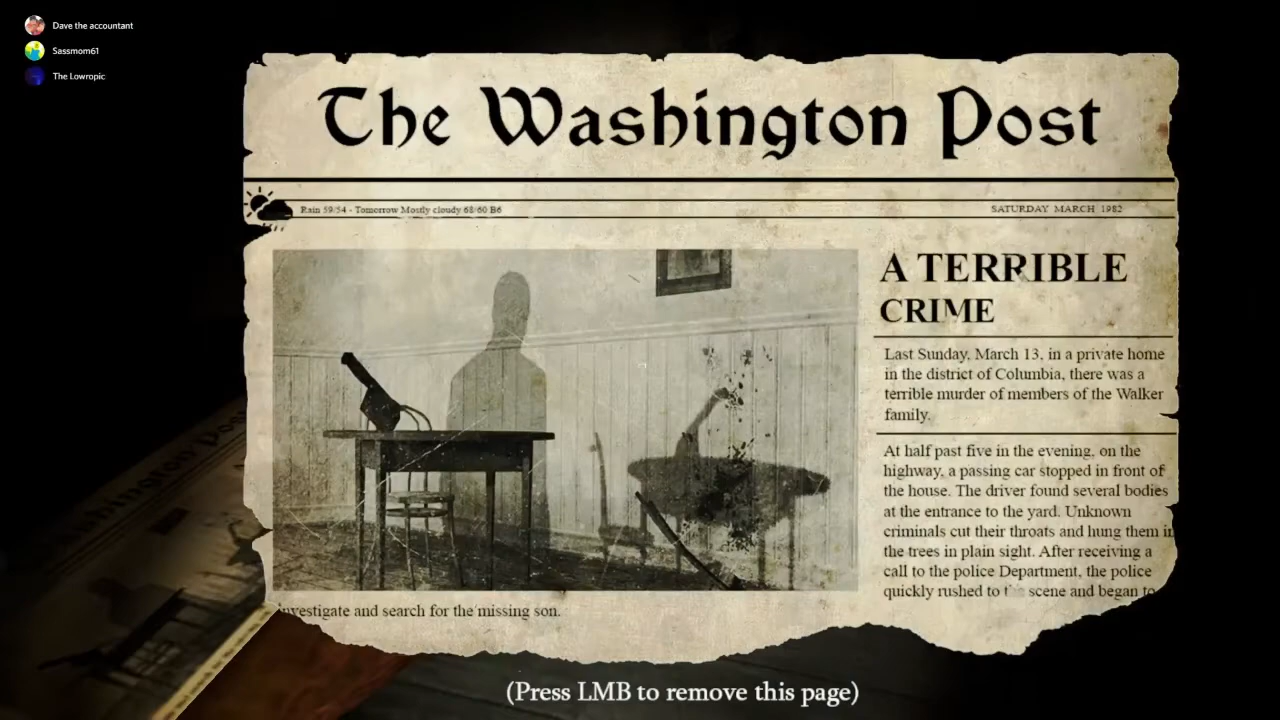 Dave the accountant
Sassmom61
The Lowropic
The Washington Post
Rain 59/54 - Tomorrow Mostly cloudy 68/60 B6
SATURDAY MARCH 1982
A TERRIBLE
CRIME
Last Sunday, March 13, in a private home
in the district of Columbia, there was a
terrible murder of members of the Walker
family.
At half past five in the evening, on the
highway, a passing car stopped in front of
the house. The driver found several bodies
at the entrance to the yard. Unknown
criminals cut their throats and hung them in
the trees in plain sight. After receiving a
call to the police Department, the police
quickly rushed to the scene and began to
investigate and search for the missing son.
(Press LMB to remove this page)